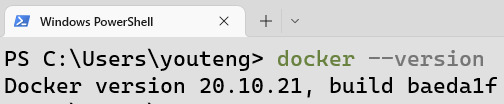 Windows PowerShell
PS C:\Users\youteng> docker --version
Docker version 20.10.21, build baeda1f